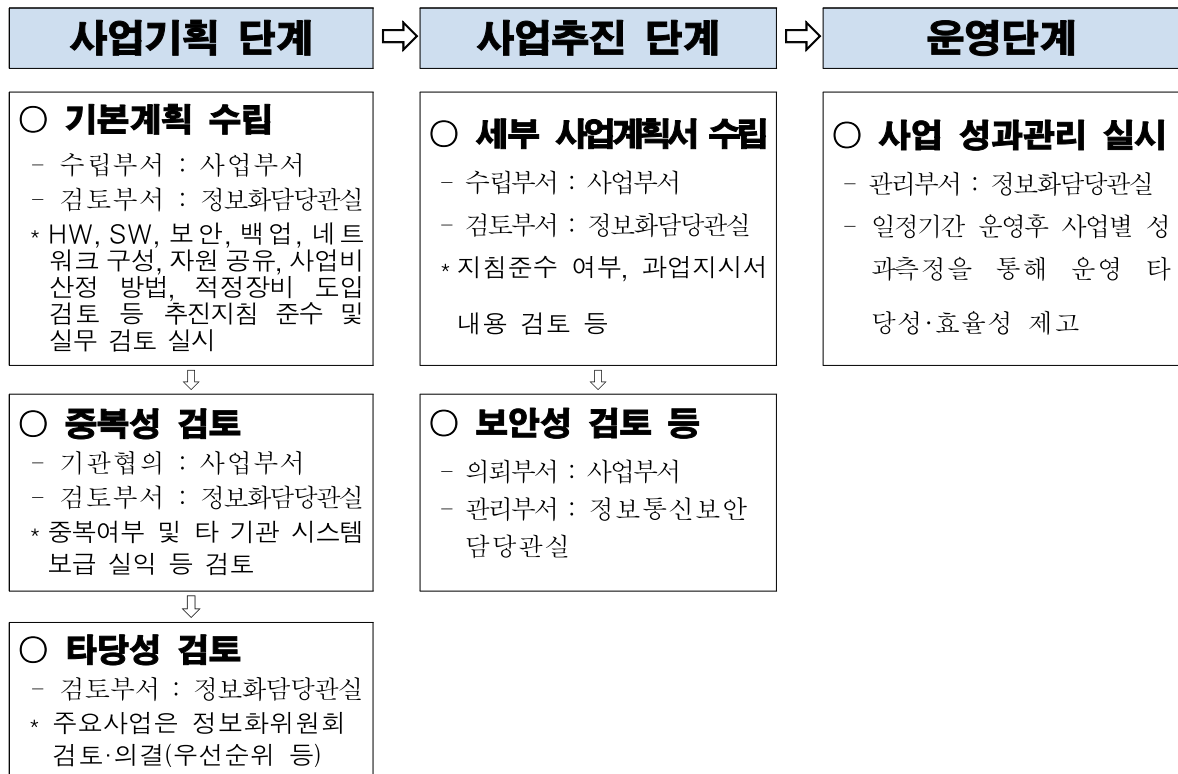 사업기획 단계
⇨
사업추진 단계
⇨
운영단계
○ 기본계획 수립
- 수립부서 : 사업부서
- 검토부서 : 정보화담당관실
* HW, SW, 보안, 백업, 네트
워크 구성, 자원 공유, 사업비
산정 방법, 적정장비 도입
검토 등 추진지침 준수 및
실무 검토 실시
⇩
○ 중복성 검토
- 기관협의 : 사업부서
- 검토부서 : 정보화담당관실
* 중복여부 및 타 기관 시스템
보급 실익 등 검토
⇩
○ 타당성 검토
- 검토부서 : 정보화담당관실
* 주요사업은 정보화위원회
검토·의결(우선순위 등)
○ 세부 사업계획서 수립
- 수립부서 : 사업부서
- 검토부서 : 정보화담당관실
* 지침준수 여부, 과업지시서
내용 검토 등
⇩
○ 보안성 검토 등
- 의뢰부서 : 사업부서
- 관리부서 : 정보통신보안
담당관실
○ 사업 성과관리 실시
- 관리부서 : 정보화담당관실
- 일정기간 운영후 사업별 성
과측정을 통해 운영 타
당성·효율성 제고